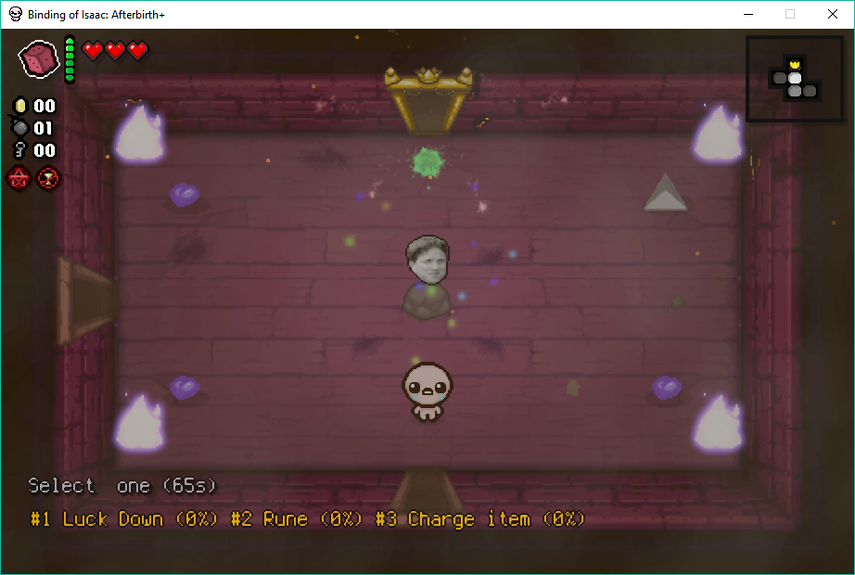 Binding of Isaac: Afterbirth+
00
01
00
Select one (65s)
#1 Luck Down (0%) #2 Rune (0%) #3 Charge item (0%)